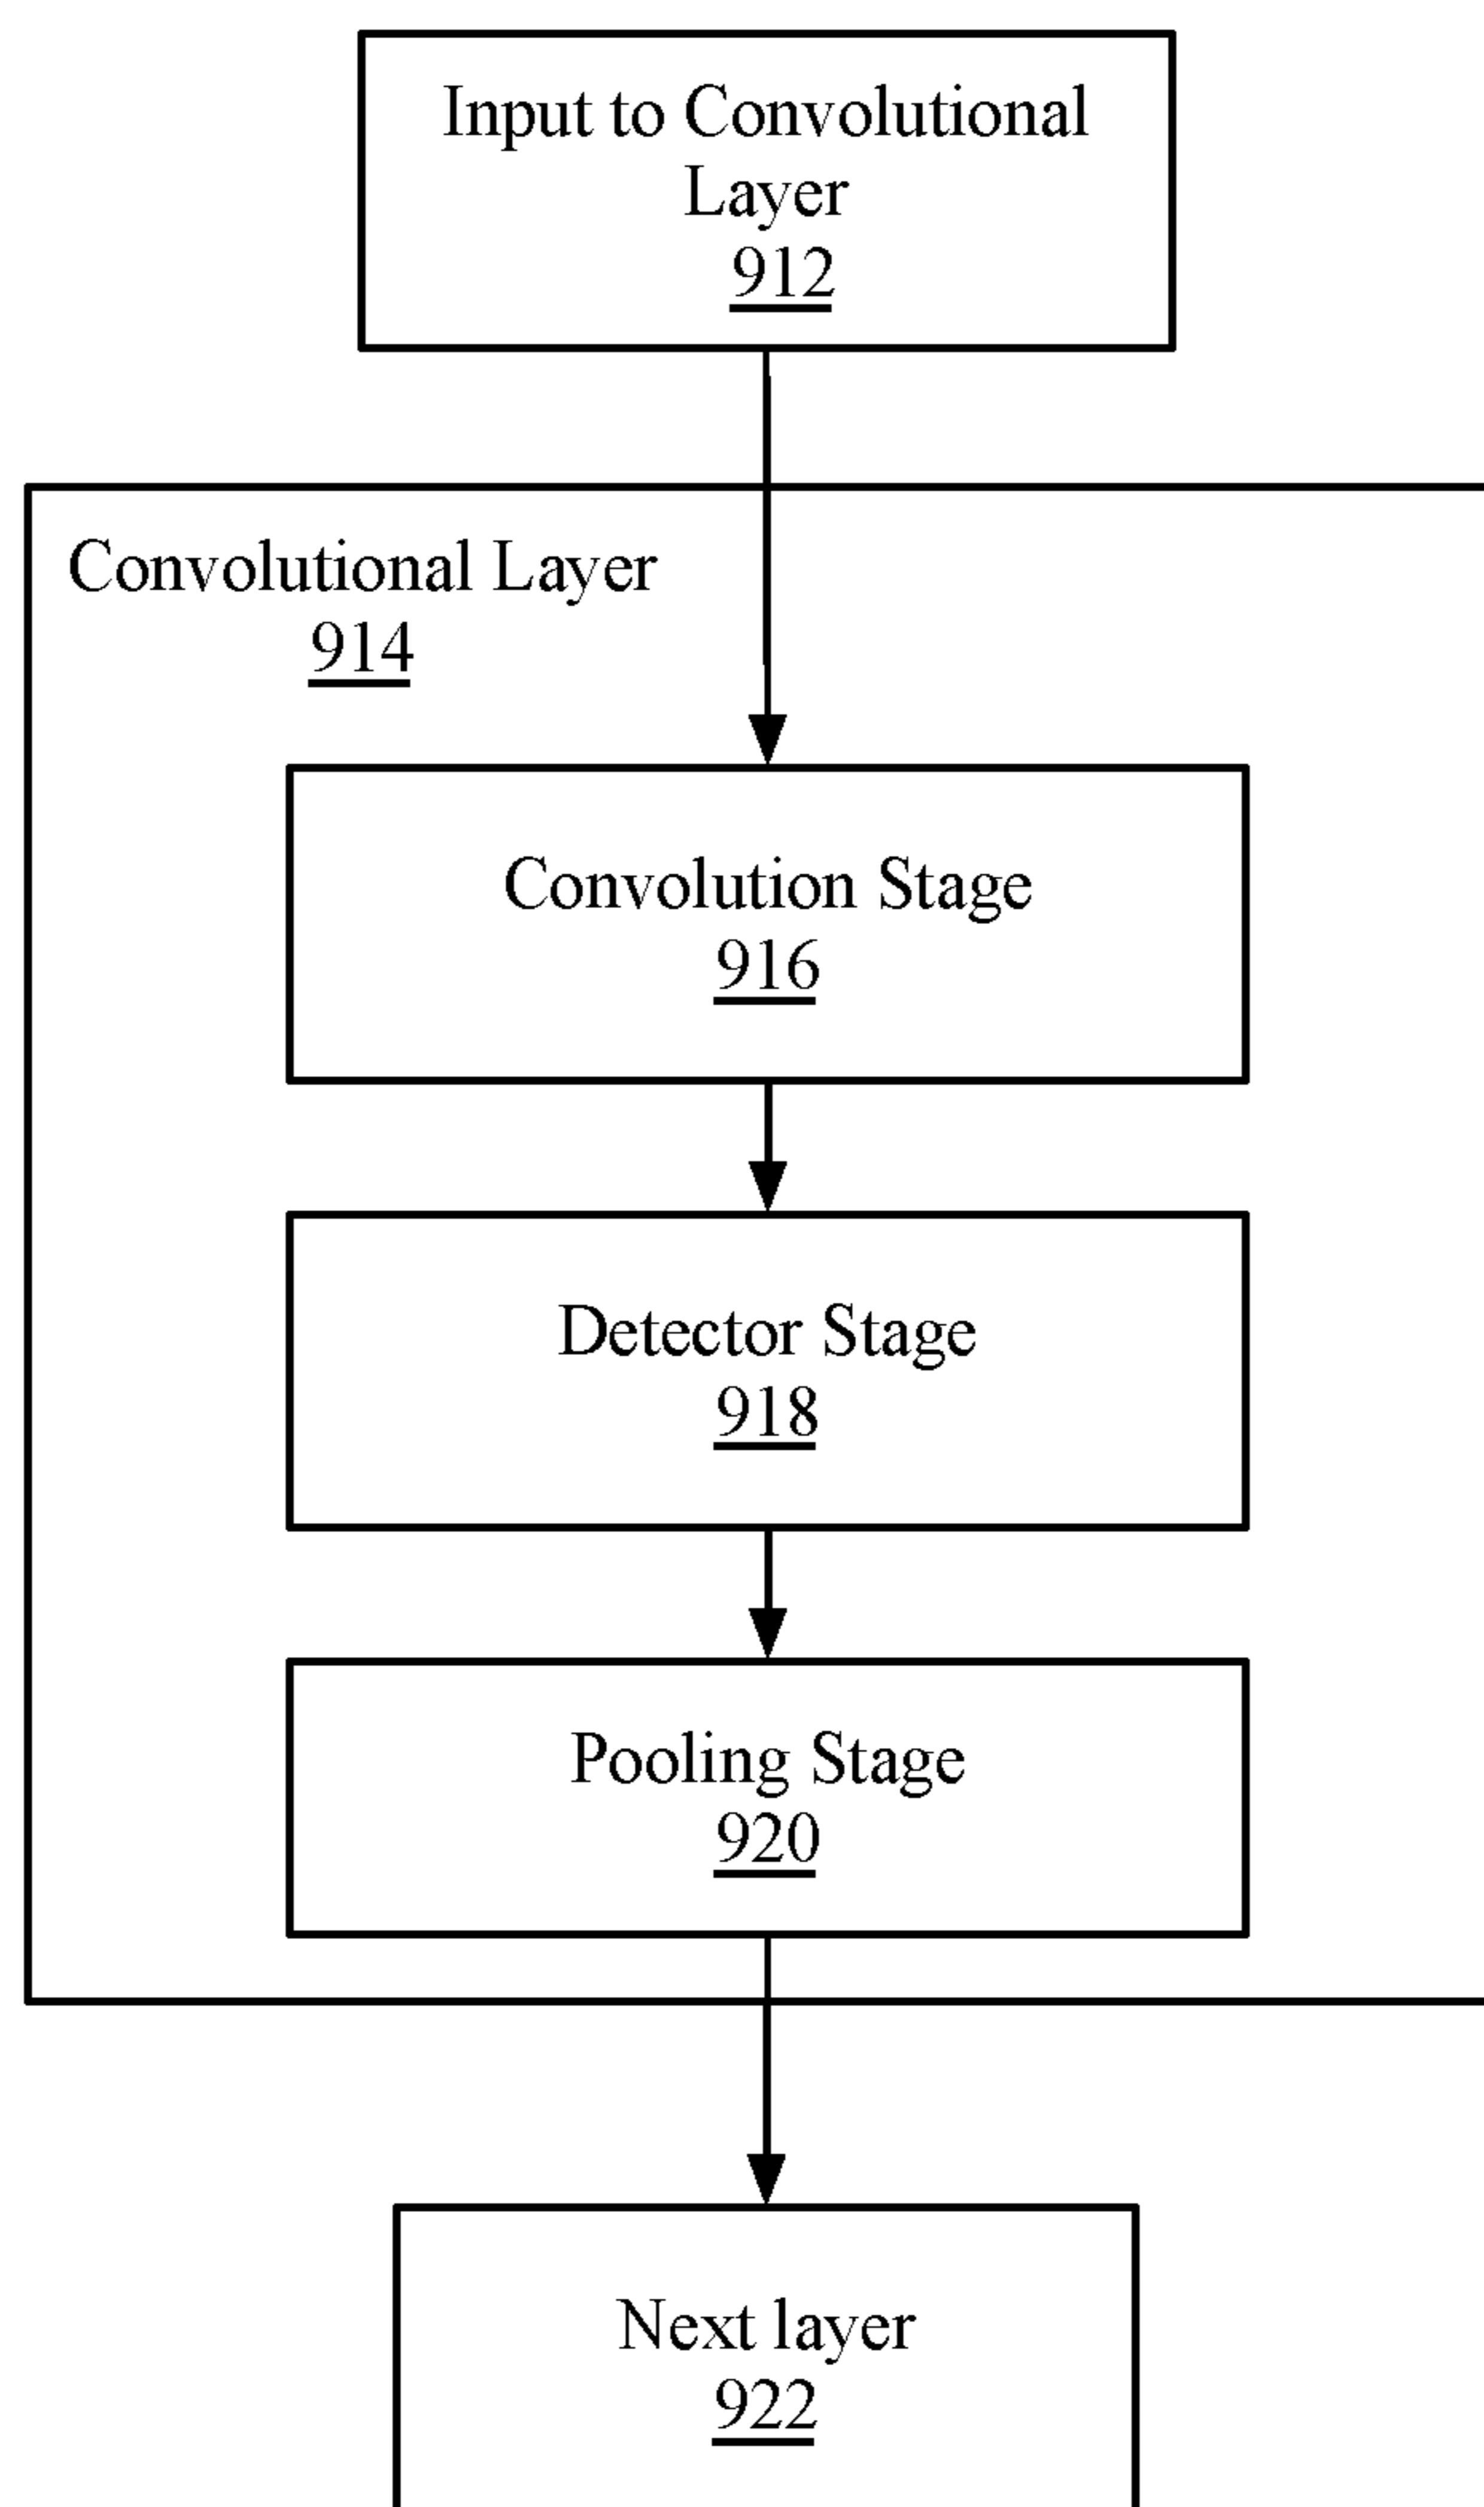 Input to Convolutional
Layer
912
Convolutional Layer
914
Convolution Stage
916
Detector Stage
918
Pooling Stage
920
Next layer
922